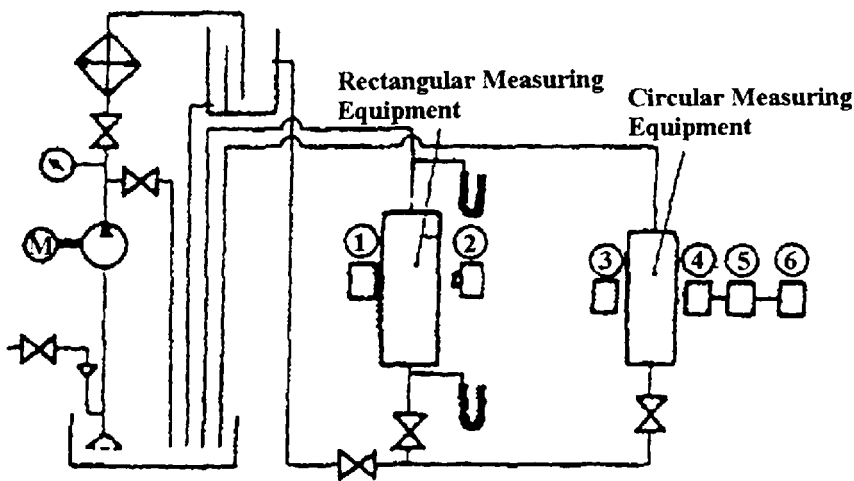 Rectangular Measuring
Equipment
Circular Measuring
Equipment
M
1
2
3
4
5
6